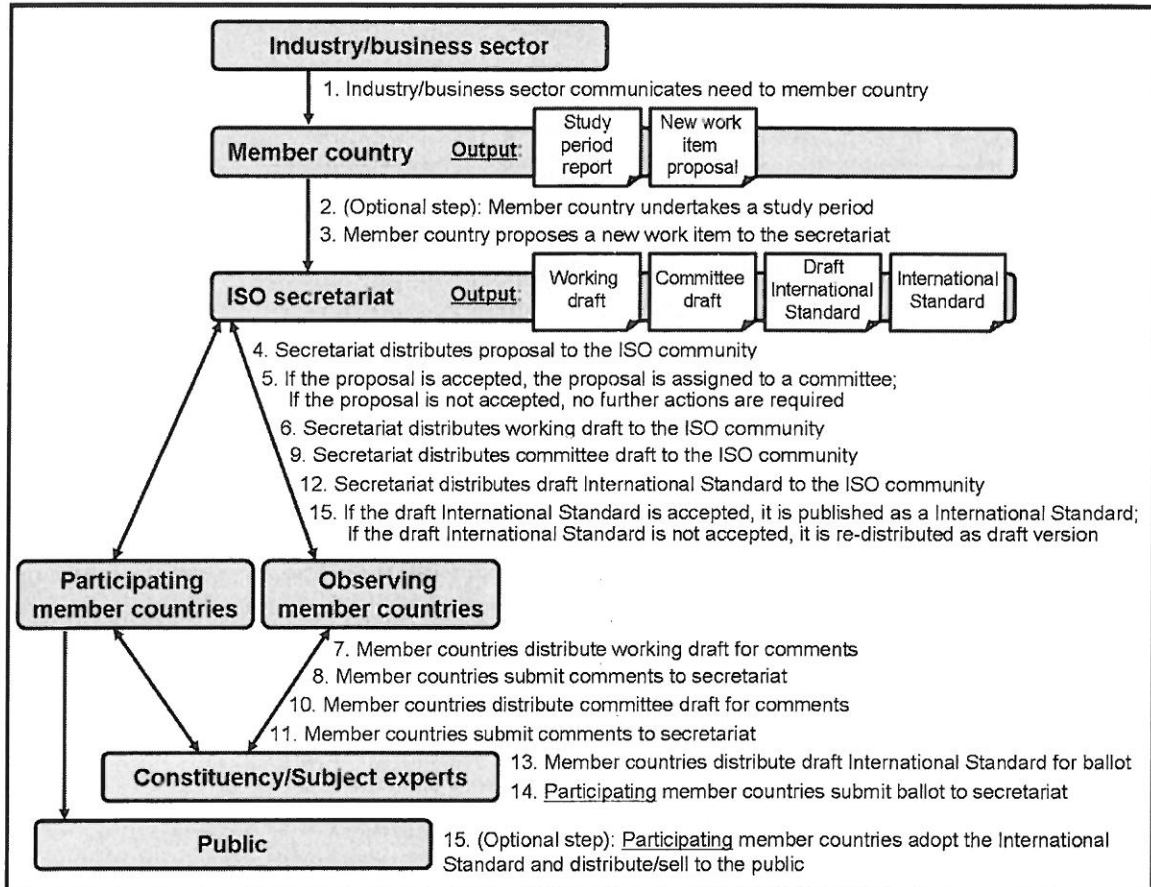 Industry/business sector
1. Industry/business sector communicates need to member country
Member country
Output:
Study
period
report
New work
item
proposal
2. (Optional step): Member country undertakes a study period
3. Member country proposes a new work item to the secretariat
ISO secretariat
Output:
Working
draft
Committee
draft
Draft
International
Standard
International
Standard
4. Secretariat distributes proposal to the ISO community
5. If the proposal is accepted, the proposal is assigned to a committee;
If the proposal is not accepted, no further actions are required
6. Secretariat distributes working draft to the ISO community
9. Secretariat distributes committee draft to the ISO community
12. Secretariat distributes draft International Standard to the ISO community
15. If the draft International Standard is accepted, it is published as a International Standard;
If the draft International Standard is not accepted, it is re-distributed as draft version
Participating
member countries
Observing
member countries
7. Member countries distribute working draft for comments
8. Member countries submit comments to secretariat
10. Member countries distribute committee draft for comments
11. Member countries submit comments to secretariat
Constituency/Subject experts
13. Member countries distribute draft International Standard for ballot
14. Participating member countries submit ballot to secretariat
Public
15. (Optional step): Participating member countries adopt the International
Standard and distribute/sell to the public